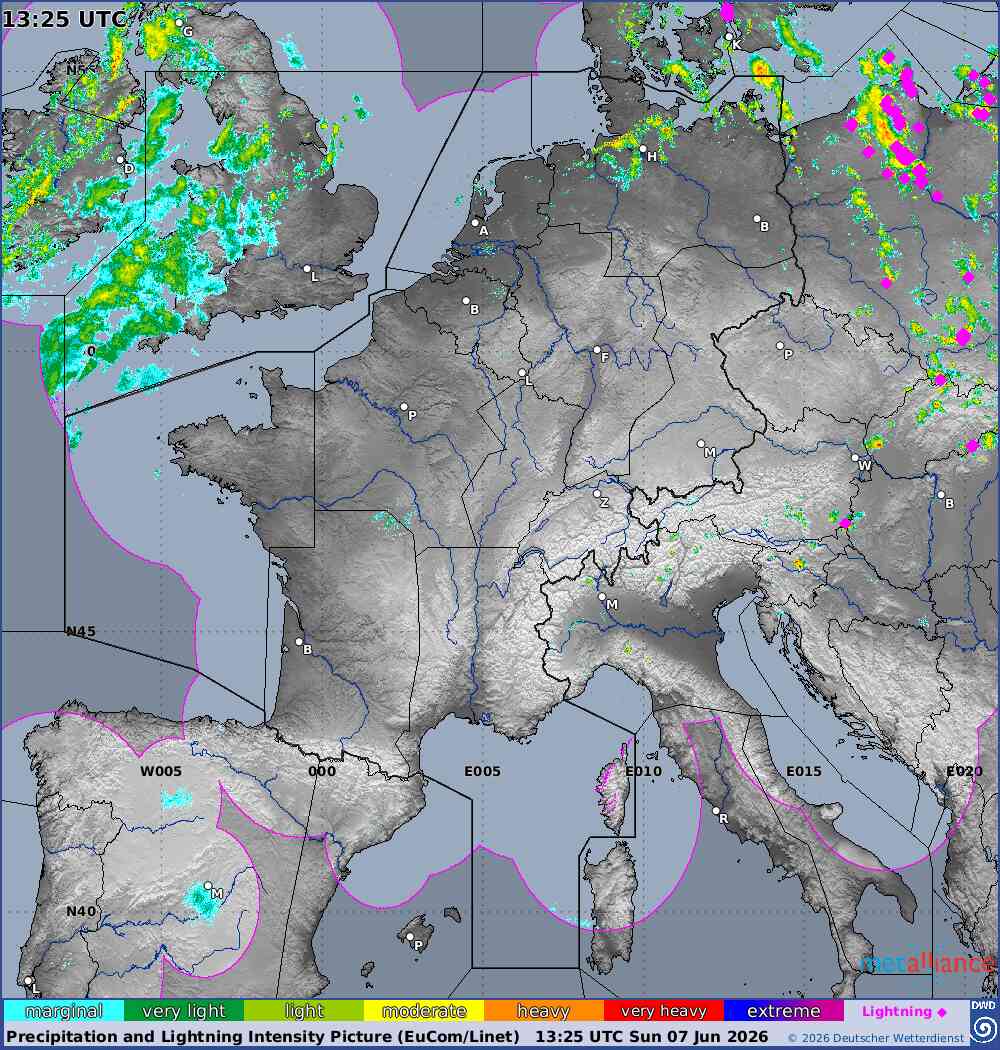 13:25 UTC
G
K
N55
D
H
A
B
L
B
0
F
P
L
P
M
W
Z
B
M
N45
B
W005
000
E005
E010
E015
E020
R
M
N40
P
metalliance
L
marginal
very light
light
moderate
heavy
very heavy
extreme
Lightning ◆
DWD
Precipitation and Lightning Intensity Picture (EuCom/Linet) 13:25 UTC Sun 07 Jun 2026 © 2026 Deutscher Wetterdienst